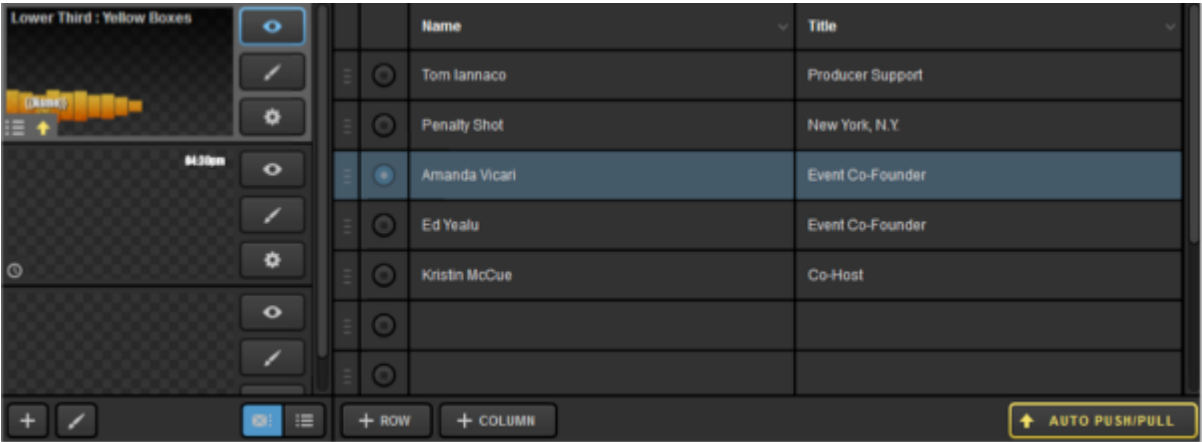 Lower Third : Yellow Boxes
{{Name}}
04:20pm
Name Title
Tom Iannaco Producer Support
Penalty Shot New York, N.Y.
Amanda Vicari Event Co-Founder
Ed Yealu Event Co-Founder
Kristin McCue Co-Host
+ ROW + COLUMN AUTO PUSH/PULL